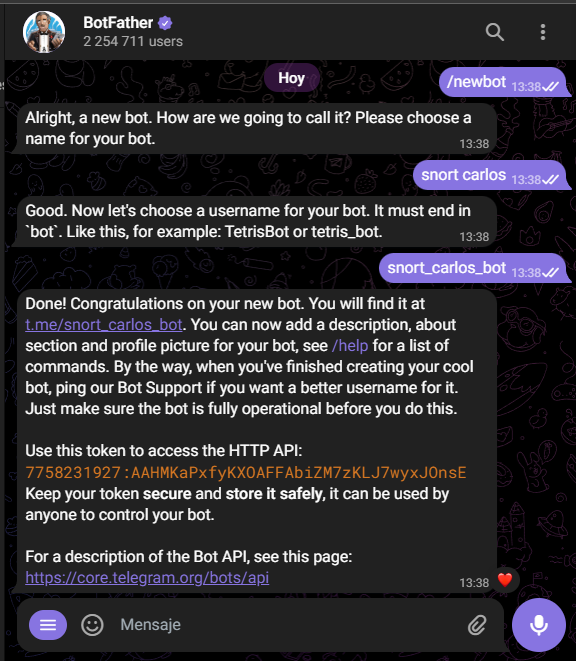 BotFather
2 254 711 users
Hoy
/newbot 13:38
Alright, a new bot. How are we going to call it? Please choose a
name for your bot.
13:38
snort carlos 13:38
Good. Now let's choose a username for your bot. It must end in
`bot`. Like this, for example: TetrisBot or tetris_bot.
13:38
snort_carlos_bot 13:38
Done! Congratulations on your new bot. You will find it at
t.me/snort_carlos_bot. You can now add a description, about
section and profile picture for your bot, see /help for a list of
commands. By the way, when you've finished creating your cool
bot, ping our Bot Support if you want a better username for it.
Just make sure the bot is fully operational before you do this.
Use this token to access the HTTP API:
7758231927:AAHMKaPxfyKXOAFFAbiZM7zKLJ7wyxJOnsE
Keep your token secure and store it safely, it can be used by
anyone to control your bot.
For a description of the Bot API, see this page:
https://core.telegram.org/bots/api
13:38
Mensaje